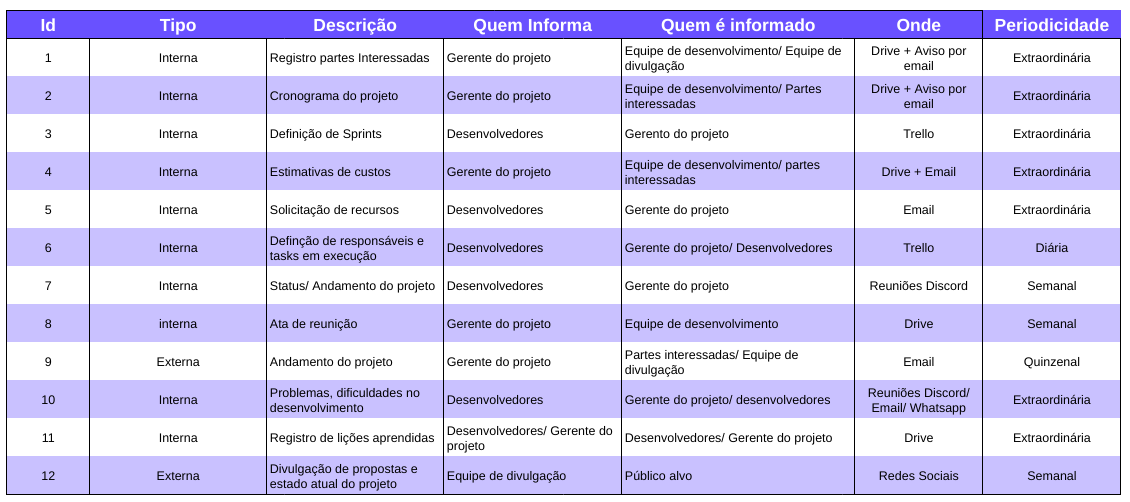 Id Tipo Descrição Quem Informa Quem é informado Onde Periodicidade
1 Interna Registro partes Interessadas Gerente do projeto Equipe de desenvolvimento/ Equipe de divulgação Drive + Aviso por email Extraordinária
2 Interna Cronograma do projeto Gerente do projeto Equipe de desenvolvimento/ Partes interessadas Drive + Aviso por email Extraordinária
3 Interna Definição de Sprints Desenvolvedores Gerento do projeto Trello Extraordinária
4 Interna Estimativas de custos Gerente do projeto Equipe de desenvolvimento/ partes interessadas Drive + Email Extraordinária
5 Interna Solicitação de recursos Desenvolvedores Gerente do projeto Email Extraordinária
6 Interna Definção de responsáveis e tasks em execução Desenvolvedores Gerente do projeto/ Desenvolvedores Trello Diária
7 Interna Status/ Andamento do projeto Desenvolvedores Gerente do projeto Reuniões Discord Semanal
8 interna Ata de reunião Gerente do projeto Equipe de desenvolvimento Drive Semanal
9 Externa Andamento do projeto Gerente do projeto Partes interessadas/ Equipe de divulgação Email Quinzenal
10 Interna Problemas, dificuldades no desenvolvimento Desenvolvedores Gerente do projeto/ desenvolvedores Reuniões Discord/ Email/ Whatsapp Extraordinária
11 Interna Registro de lições aprendidas Desenvolvedores/ Gerente do projeto Desenvolvedores/ Gerente do projeto Drive Extraordinária
12 Externa Divulgação de propostas e estado atual do projeto Equipe de divulgação Público alvo Redes Sociais Semanal